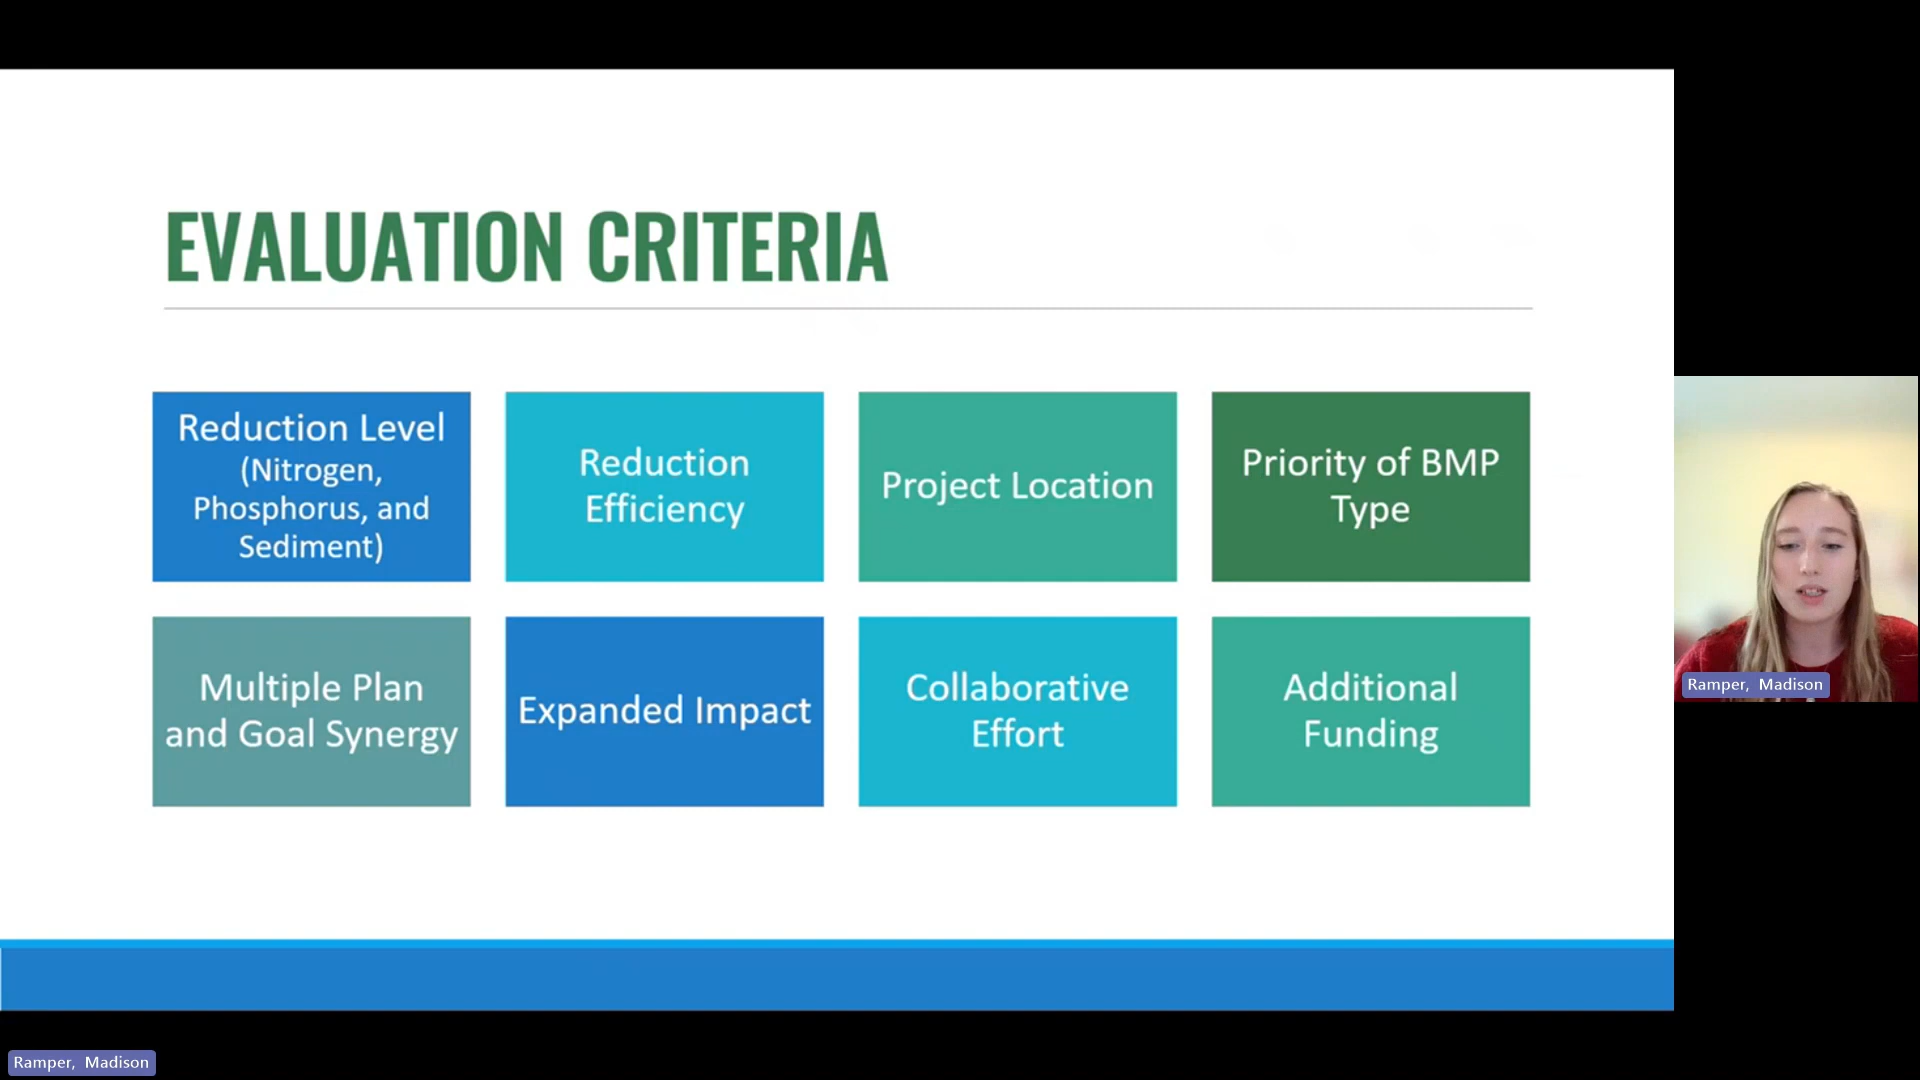 EVALUATION CRITERIA
Reduction Level
(Nitrogen,
Phosphorus, and
Sediment)
Reduction
Efficiency
Project Location
Priority of BMP
Type
Multiple Plan
and Goal Synergy
Expanded Impact
Collaborative
Effort
Additional
Funding
Ramper, Madison
Ramper, Madison